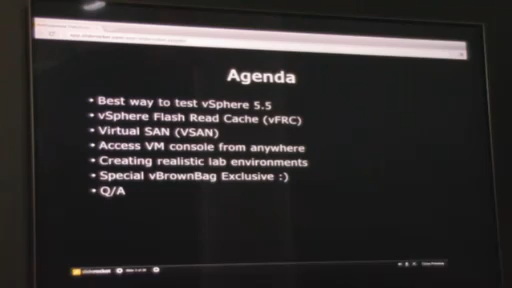 Agenda
• Best way to test vSphere 5.5
• vSphere Flash Read Cache (vFRC)
• Virtual SAN (VSAN)
• Access VM console from anywhere
• Creating realistic lab environments
• Special vBrownBag Exclusive :)
• Q/A